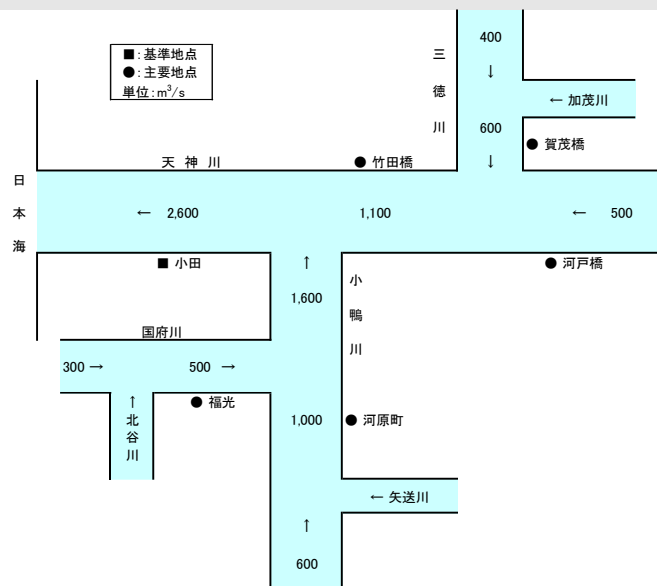 ■:基準地点
●:主要地点
単位:m³/s
三徳川
400
↓
← 加茂川
600
↓
● 賀茂橋
天神川
● 竹田橋
日本海
← 2,600
1,100
← 500
■ 小田
↑
1,600
小鴨川
● 河戸橋
国府川
300 →
500 →
↑
北谷川
● 福光
1,000
● 河原町
← 矢送川
↑
600